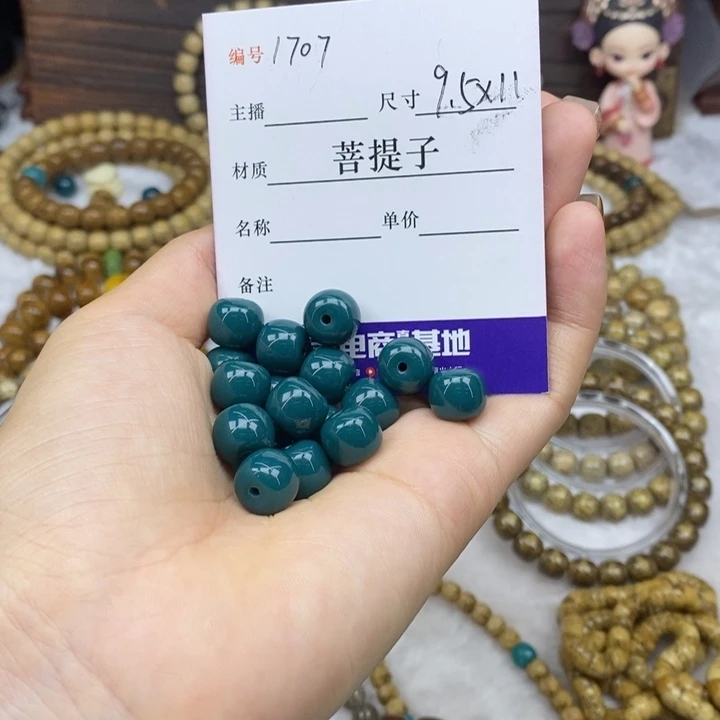 编号 1707
主播 尺寸 9.5x11
材质 菩提子
名称 单价
备注
电商 基地